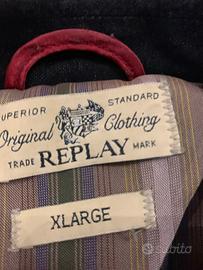 SUPERIOR STANDARD
Original Clothing
TRADE REPLAY MARK
XLARGE
subito